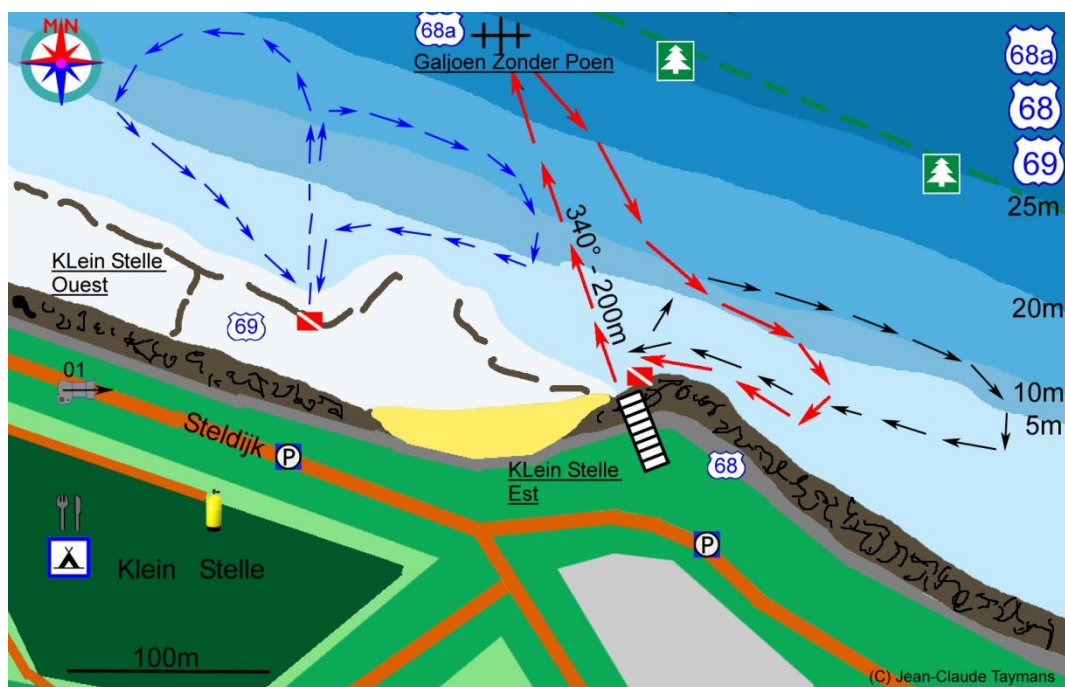 MN
68a
Galjoen Zonder Poen
68a
68
69
25m
KLein Stelle
Ouest
69
340° - 200m
20m
10m
5m
01
Steldijk
P
KLein Stelle
Est
68
P
Klein Stelle
100m
(C) Jean-Claude Taymans